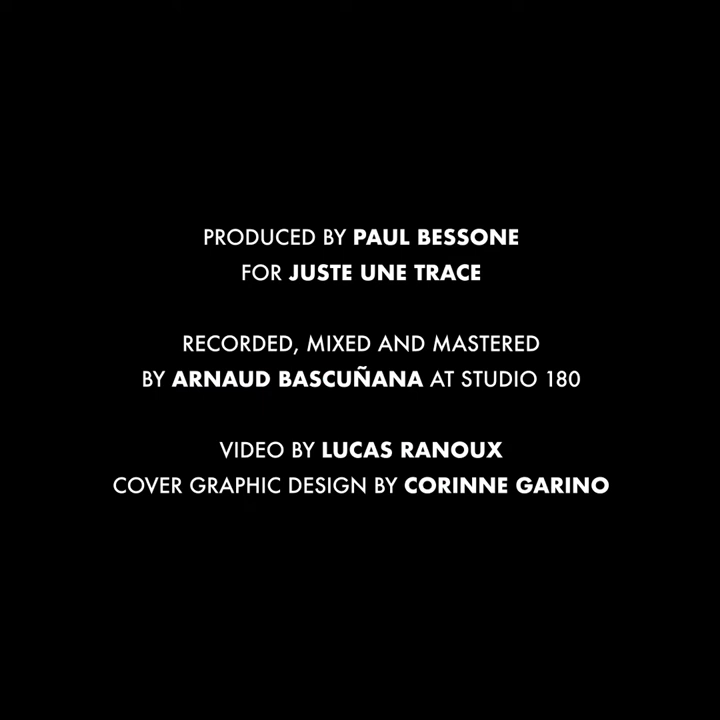 PRODUCED BY PAUL BESSONE
FOR JUSTE UNE TRACE
RECORDED, MIXED AND MASTERED
BY ARNAUD BASCUÑANA AT STUDIO 180
VIDEO BY LUCAS RANOUX
COVER GRAPHIC DESIGN BY CORINNE GARINO